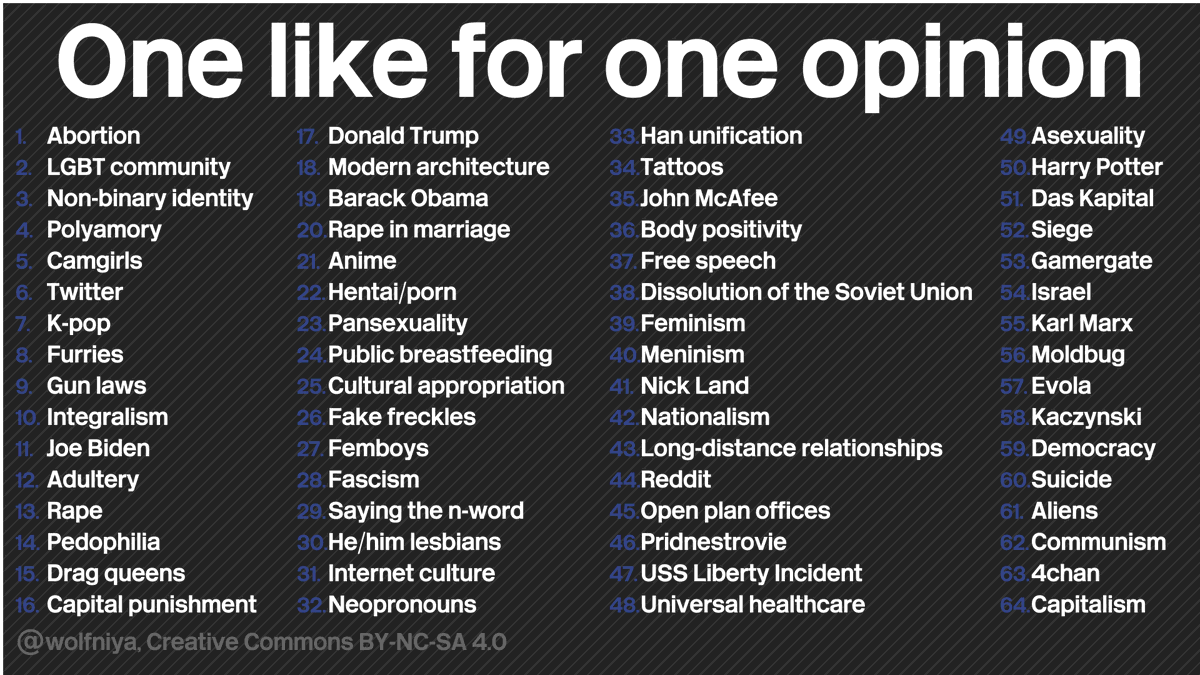 One like for one opinion
1. Abortion
2. LGBT community
3. Non-binary identity
4. Polyamory
5. Camgirls
6. Twitter
7. K-pop
8. Furries
9. Gun laws
10. Integralism
11. Joe Biden
12. Adultery
13. Rape
14. Pedophilia
15. Drag queens
16. Capital punishment
17. Donald Trump
18. Modern architecture
19. Barack Obama
20. Rape in marriage
21. Anime
22. Hentai/porn
23. Pansexuality
24. Public breastfeeding
25. Cultural appropriation
26. Fake freckles
27. Femboys
28. Fascism
29. Saying the n-word
30. He/him lesbians
31. Internet culture
32. Neopronouns
33. Han unification
34. Tattoos
35. John McAfee
36. Body positivity
37. Free speech
38. Dissolution of the Soviet Union
39. Feminism
40. Meninism
41. Nick Land
42. Nationalism
43. Long-distance relationships
44. Reddit
45. Open plan offices
46. Pridnestrovie
47. USS Liberty Incident
48. Universal healthcare
49. Asexuality
50. Harry Potter
51. Das Kapital
52. Siege
53. Gamergate
54. Israel
55. Karl Marx
56. Moldbug
57. Evola
58. Kaczynski
59. Democracy
60. Suicide
61. Aliens
62. Communism
63. 4chan
64. Capitalism
@wolfniya, Creative Commons BY-NC-SA 4.0